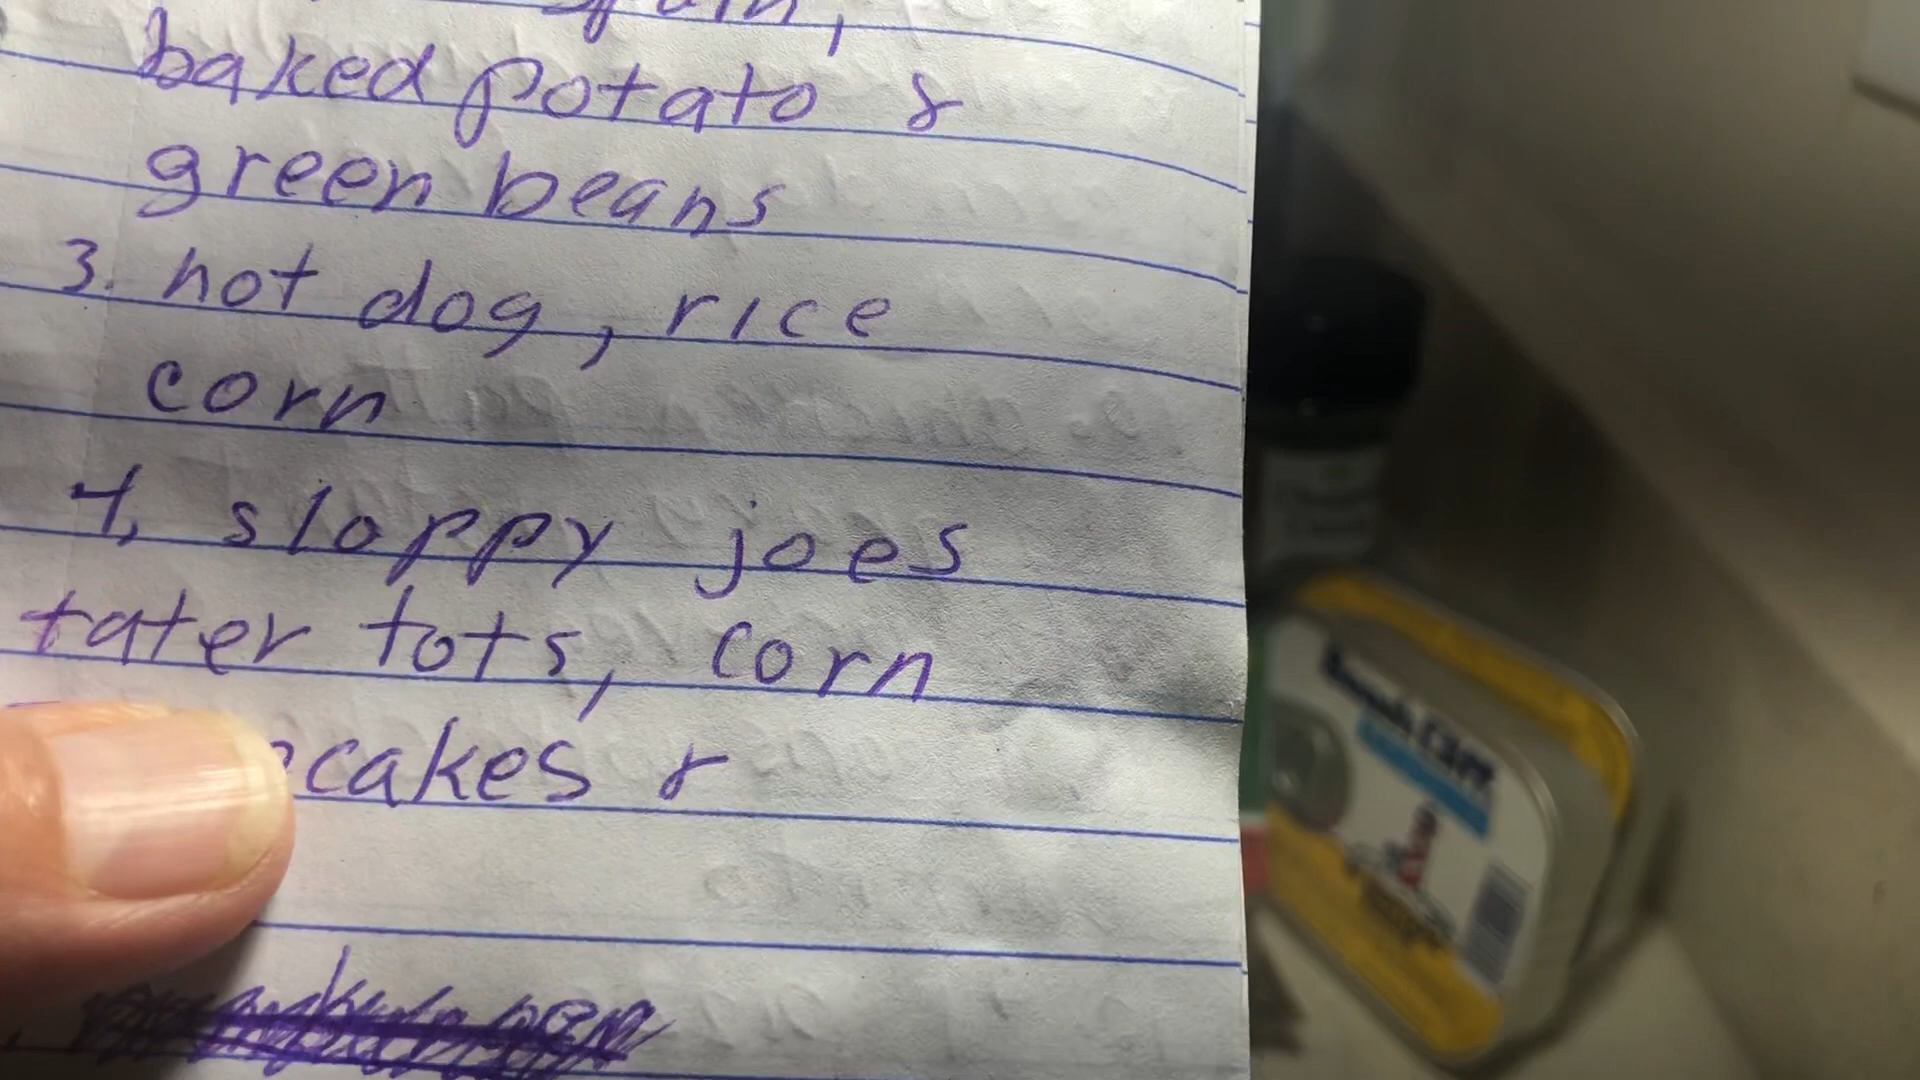 baked potato &
green beans
3. hot dog, rice
corn
4. sloppy joes
tater tots, corn
cakes &